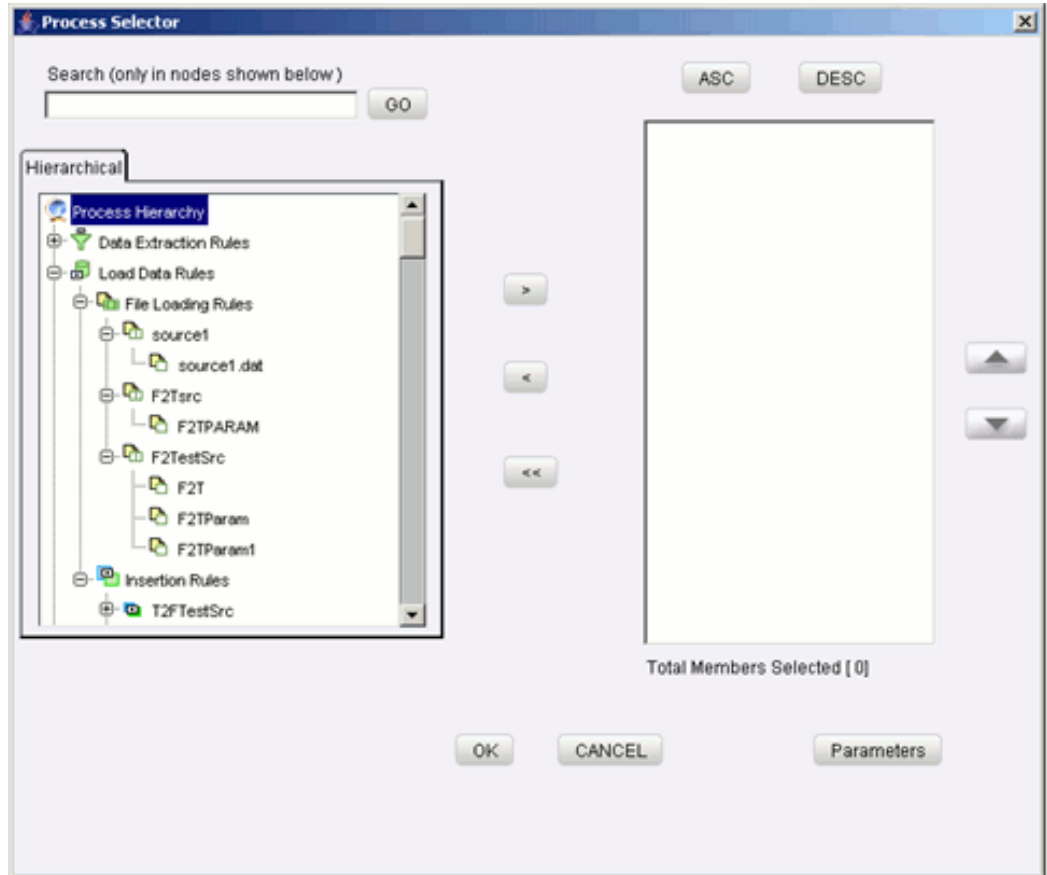 Process Selector
Search (only in nodes shown below)
GO
ASC
DESC
Hierarchical
Process Hierarchy
Data Extraction Rules
Load Data Rules
File Loading Rules
source1
source1.dat
F2Tsrc
F2TPARAM
F2TestSrc
F2T
F2TParam
F2TParam1
Insertion Rules
T2FTestSrc
>
<
<<
Total Members Selected [ 0]
OK
CANCEL
Parameters